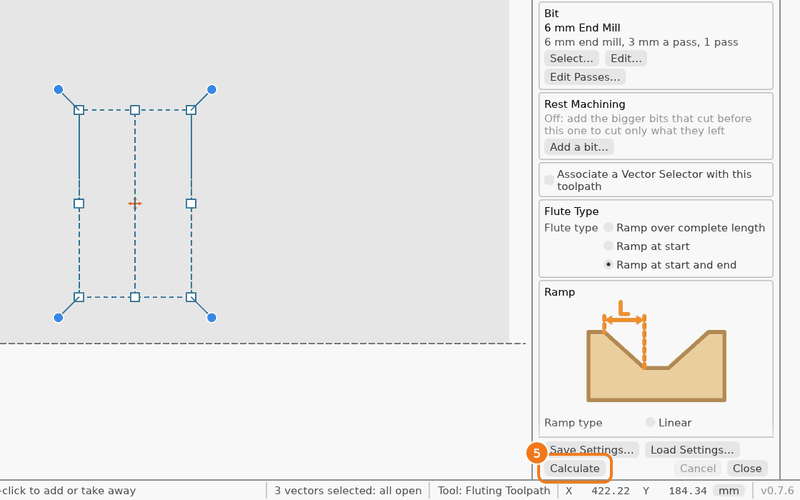 Bit
6 mm End Mill
6 mm end mill, 3 mm a pass, 1 pass
Select... Edit...
Edit Passes...
Rest Machining
Off: add the bigger bits that cut before
this one to cut only what they left
Add a bit...
Associate a Vector Selector with this
toolpath
Flute Type
Flute type Ramp over complete length
Ramp at start
Ramp at start and end
Ramp
L
Ramp type Linear
Save Settings... Load Settings...
5
Calculate Cancel Close
-click to add or take away 3 vectors selected: all open Tool: Fluting Toolpath X 422.22 Y 184.34 mm v0.7.6